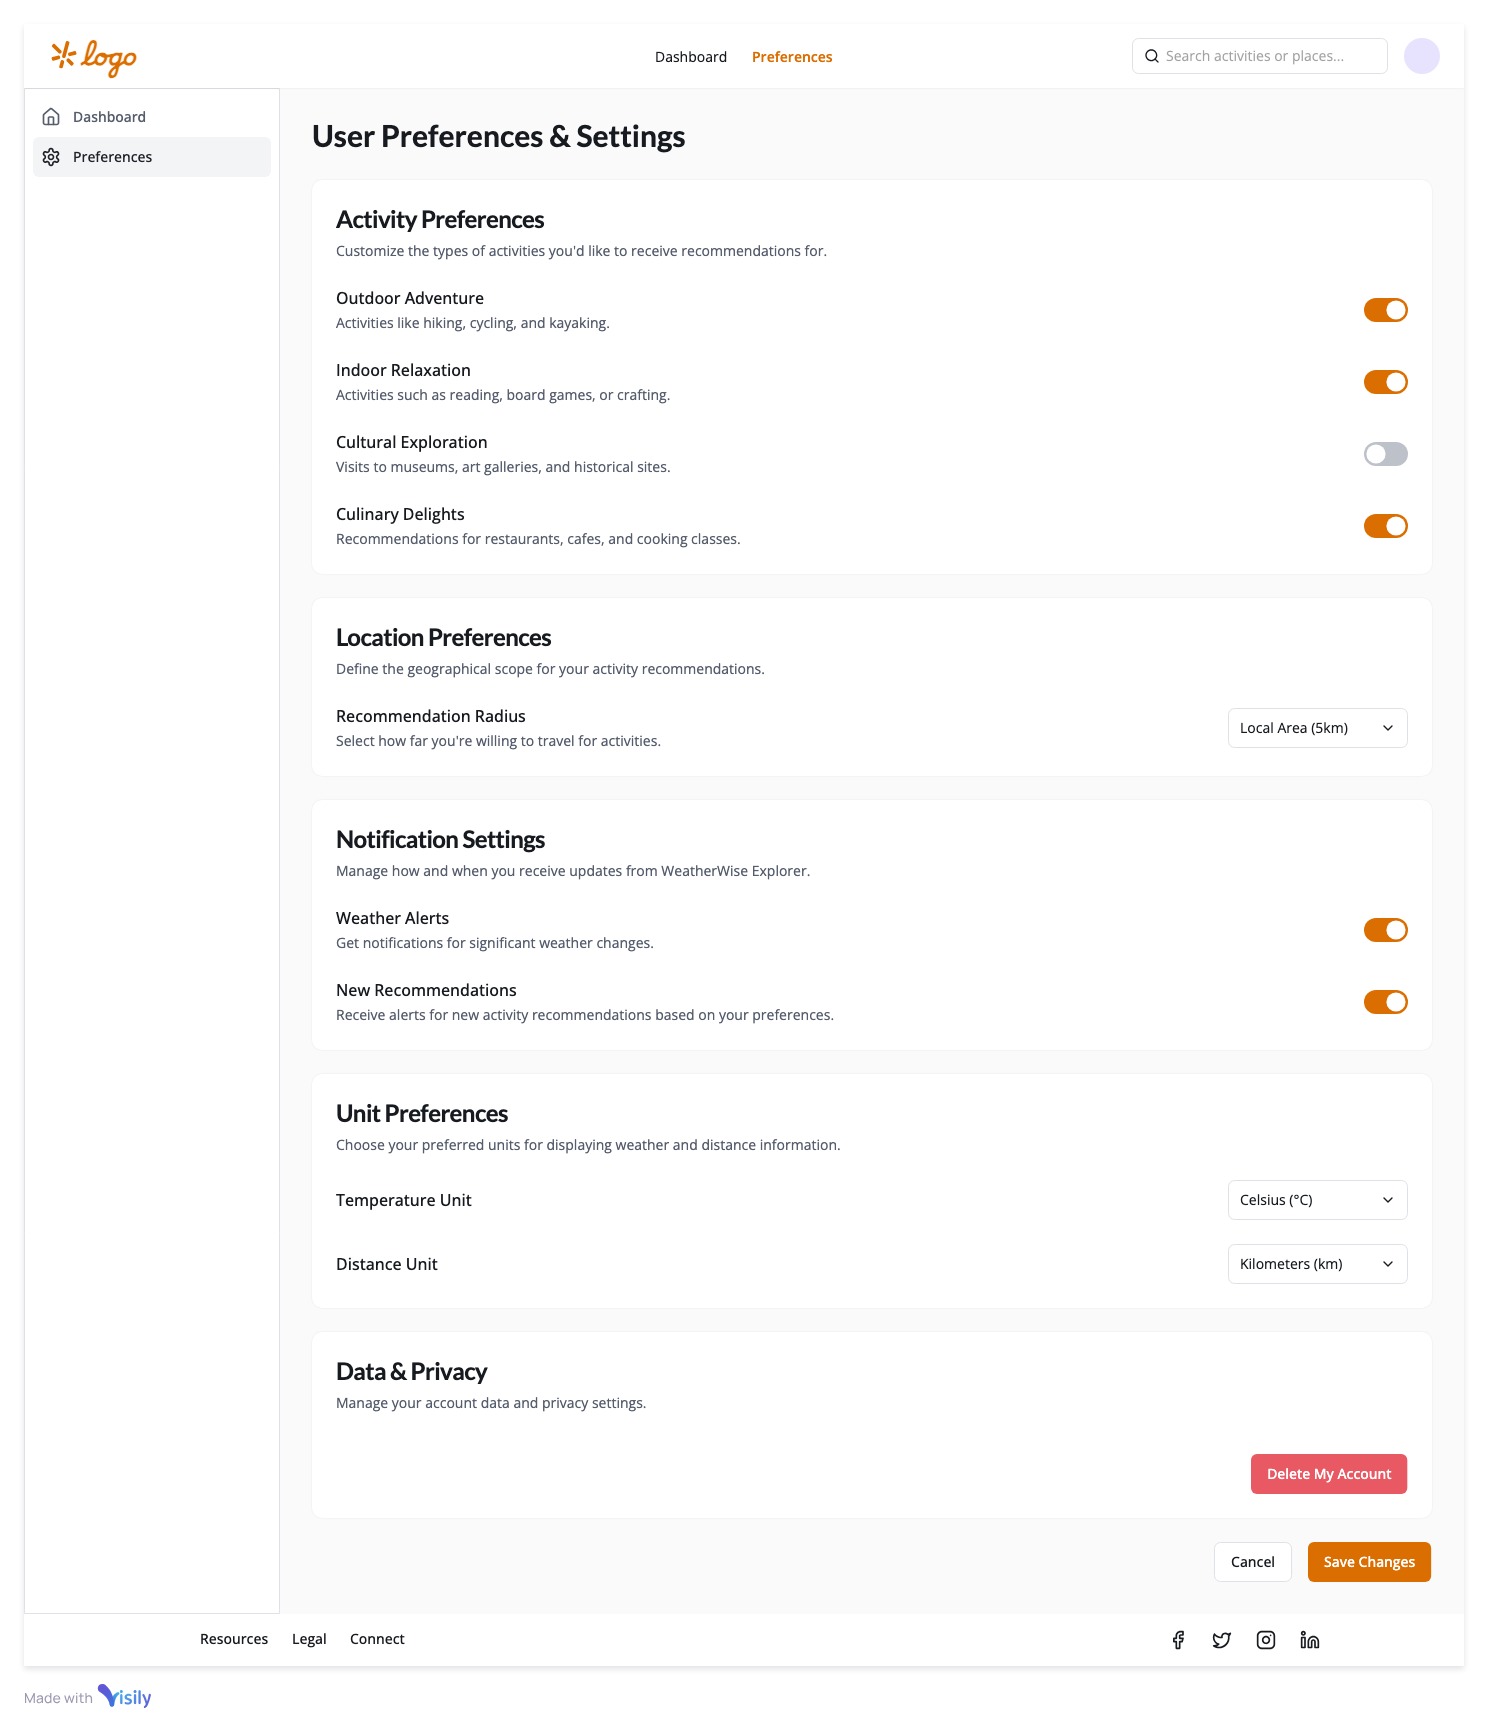 logo
Dashboard
Preferences
Search activities or places...
Dashboard
Preferences
User Preferences & Settings
Activity Preferences
Customize the types of activities you'd like to receive recommendations for.
Outdoor Adventure
Activities like hiking, cycling, and kayaking.
Indoor Relaxation
Activities such as reading, board games, or crafting.
Cultural Exploration
Visits to museums, art galleries, and historical sites.
Culinary Delights
Recommendations for restaurants, cafes, and cooking classes.
Location Preferences
Define the geographical scope for your activity recommendations.
Recommendation Radius
Select how far you're willing to travel for activities.
Local Area (5km)
Notification Settings
Manage how and when you receive updates from WeatherWise Explorer.
Weather Alerts
Get notifications for significant weather changes.
New Recommendations
Receive alerts for new activity recommendations based on your preferences.
Unit Preferences
Choose your preferred units for displaying weather and distance information.
Temperature Unit
Celsius (°C)
Distance Unit
Kilometers (km)
Data & Privacy
Manage your account data and privacy settings.
Delete My Account
Cancel
Save Changes
Resources
Legal
Connect
Made with Visily